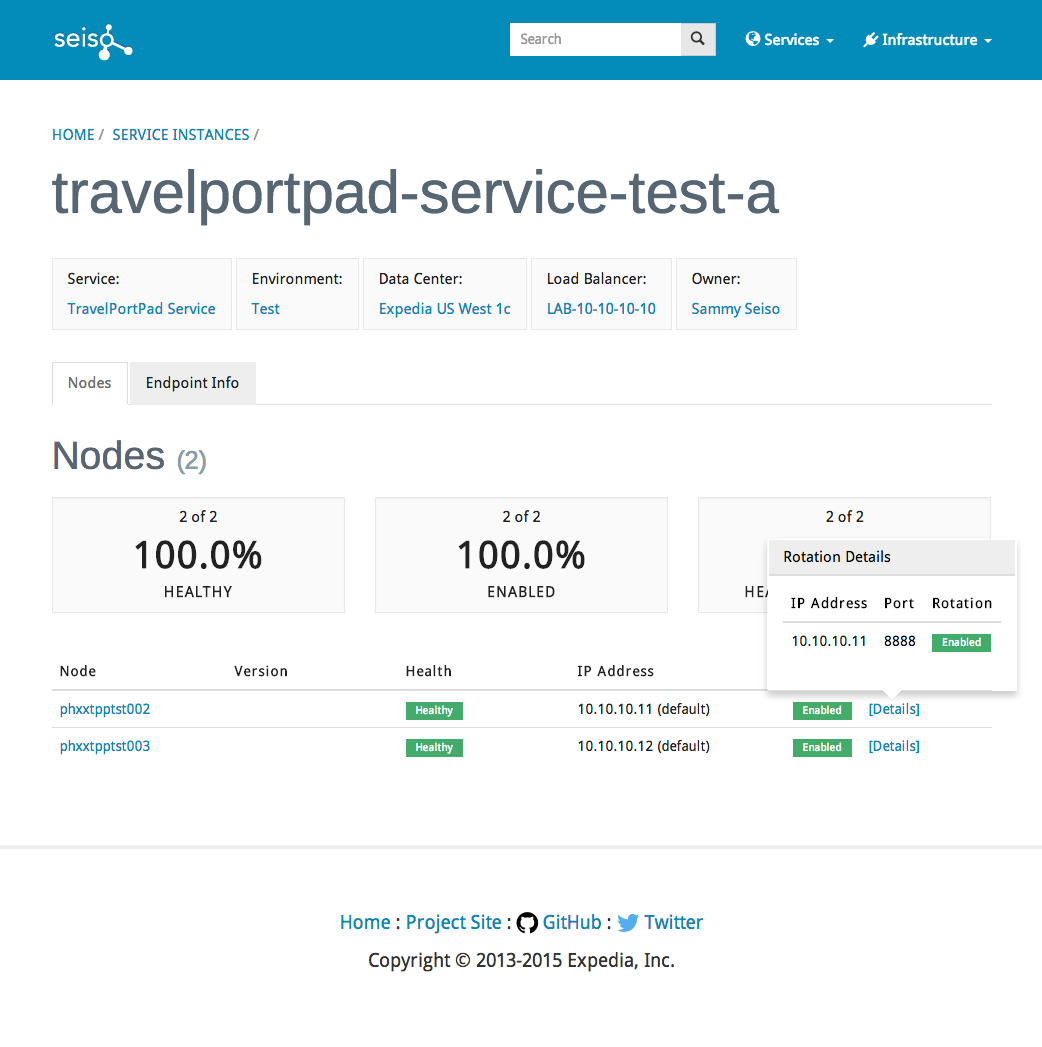 seiso
Search
Services
Infrastructure
HOME / SERVICE INSTANCES /
travelportpad-service-test-a
Service:
TravelPortPad Service
Environment:
Test
Data Center:
Expedia US West 1c
Load Balancer:
LAB-10-10-10-10
Owner:
Sammy Seiso
Nodes
Endpoint Info
Nodes (2)
2 of 2
100.0%
HEALTHY
2 of 2
100.0%
ENABLED
2 of 2
Rotation Details
IP Address Port Rotation
10.10.10.11 8888 Enabled
Node Version Health IP Address
phxxtpptst002 Healthy 10.10.10.11 (default) Enabled [Details]
phxxtpptst003 Healthy 10.10.10.12 (default) Enabled [Details]
Home : Project Site : GitHub : Twitter
Copyright © 2013-2015 Expedia, Inc.